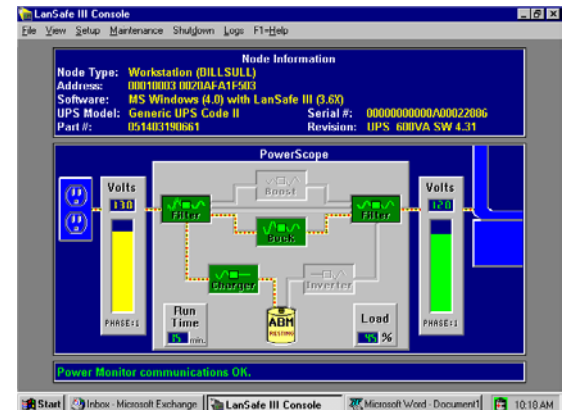 LanSafe III Console
File View Setup Maintenance Shutdown Logs F1=Help
Node Information
Node Type: Workstation (BILLSULL)
Address: 00010003 0020AFA1F503
Software: MS Windows (4.0) with LanSafe III (3.6X)
UPS Model: Generic UPS Code II Serial #: 00000000000A00022006
Part #: 051403190661 Revision: UPS 600VA SW 4.31
PowerScope
Volts
130
PHASE:1
Filter
Boost
Buck
Filter
Charger
Inverter
Run Time
15 min.
ABM
RESTING
Load
45 %
Volts
120
PHASE:1
Power Monitor communications OK.
Start Inbox - Microsoft Exchange LanSafe III Console Microsoft Word - Document1 10:18 AM